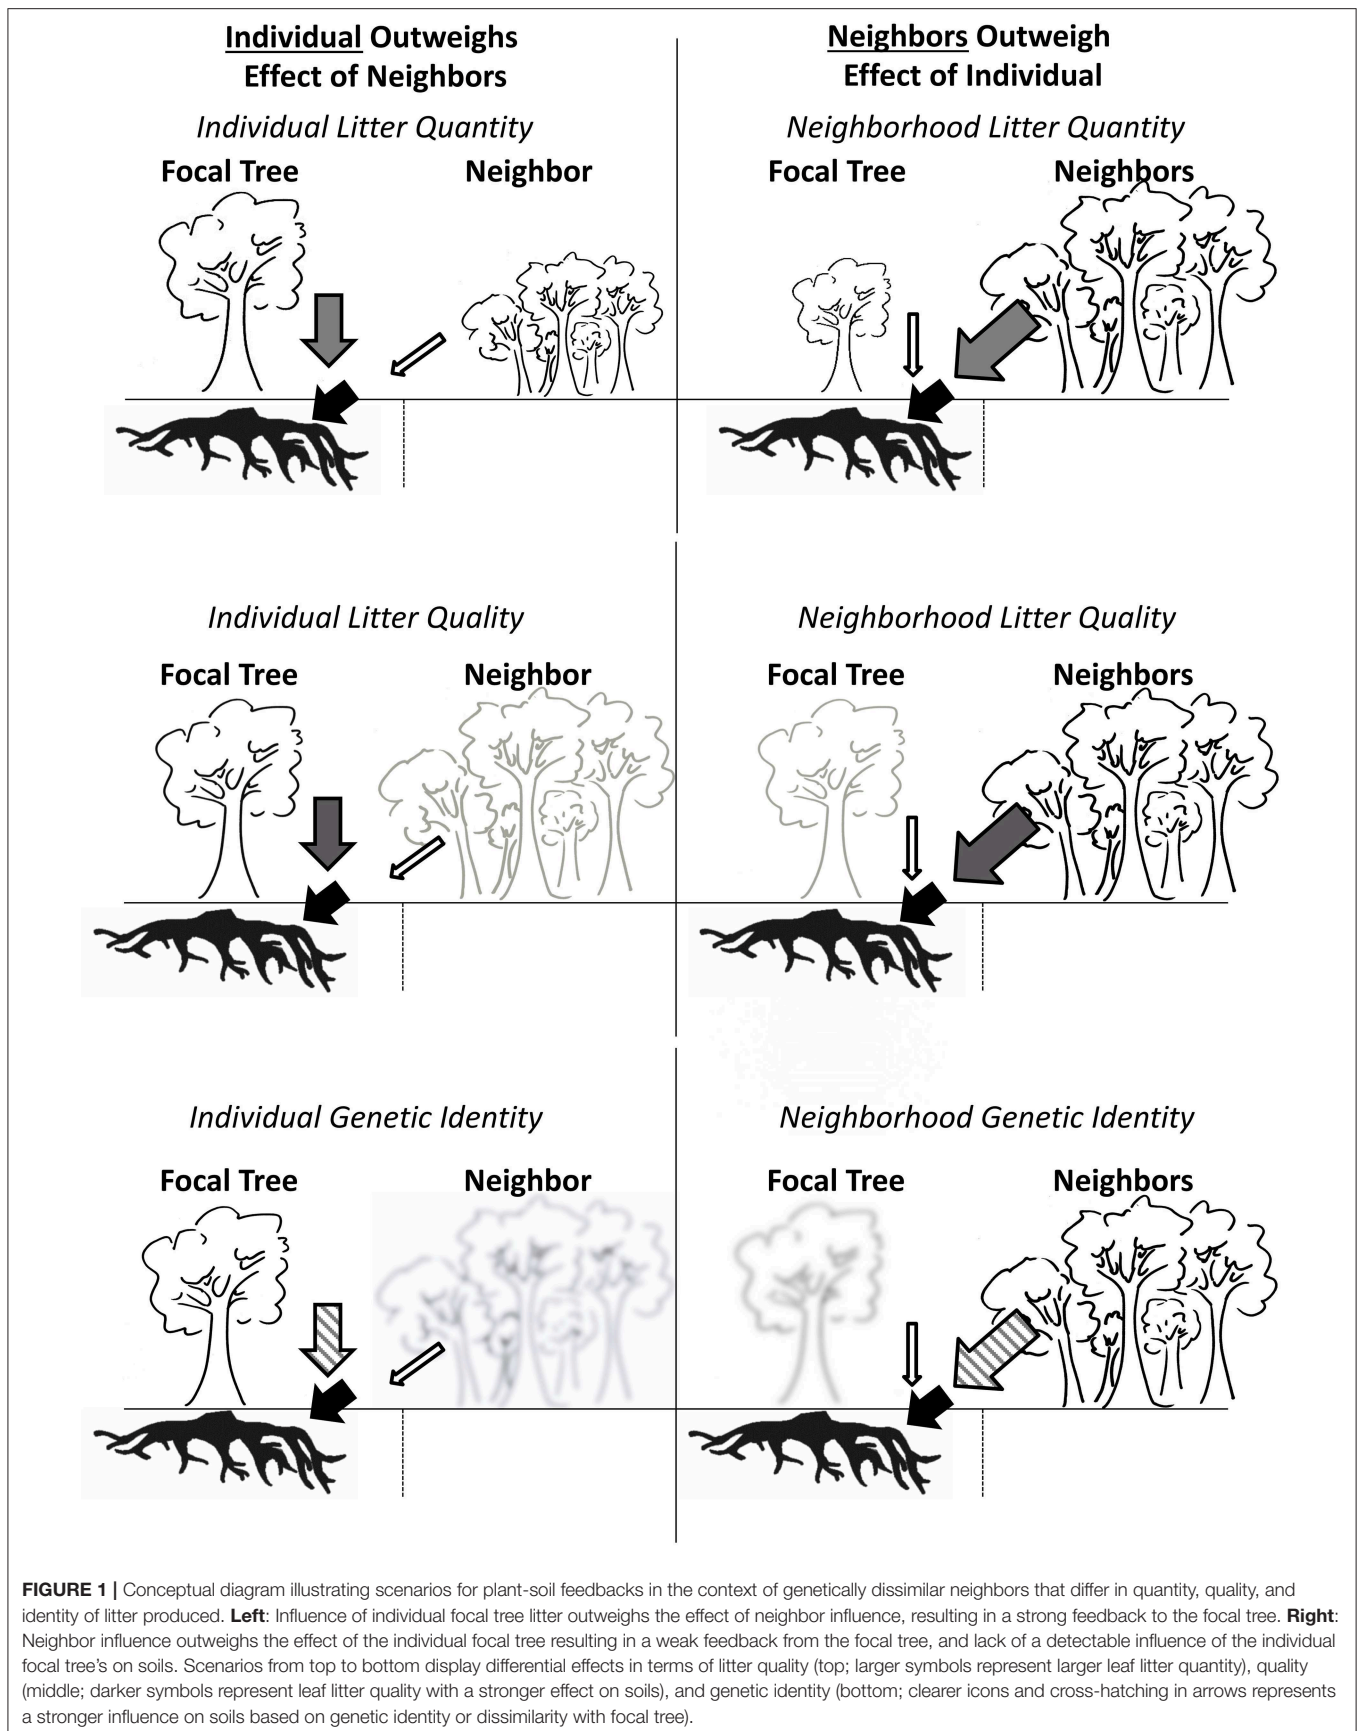 Individual Outweighs
Effect of Neighbors
Neighbors Outweigh
Effect of Individual
Individual Litter Quantity
Neighborhood Litter Quantity
Focal Tree
Neighbor
Focal Tree
Neighbors
Individual Litter Quality
Neighborhood Litter Quality
Focal Tree
Neighbor
Focal Tree
Neighbors
Individual Genetic Identity
Neighborhood Genetic Identity
Focal Tree
Neighbor
Focal Tree
Neighbors
FIGURE 1 | Conceptual diagram illustrating scenarios for plant-soil feedbacks in the context of genetically dissimilar neighbors that differ in quantity, quality, and
identity of litter produced. Left: Influence of individual focal tree litter outweighs the effect of neighbor influence, resulting in a strong feedback to the focal tree. Right:
Neighbor influence outweighs the effect of the individual focal tree resulting in a weak feedback from the focal tree, and lack of a detectable influence of the individual
focal tree's on soils. Scenarios from top to bottom display differential effects in terms of litter quality (top; larger symbols represent larger leaf litter quantity), quality
(middle; darker symbols represent leaf litter quality with a stronger effect on soils), and genetic identity (bottom; clearer icons and cross-hatching in arrows represents
a stronger influence on soils based on genetic identity or dissimilarity with focal tree).